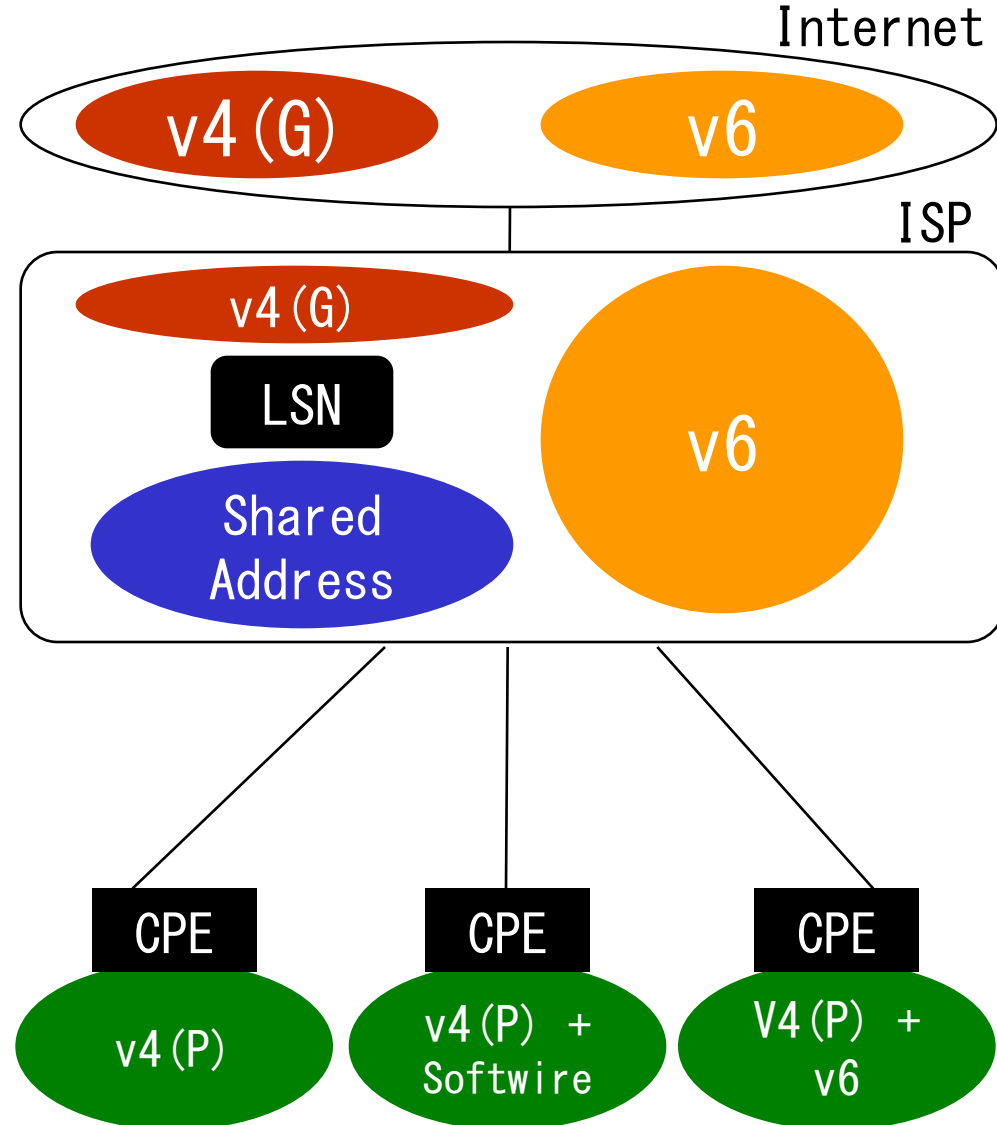 Internet
v4(G)
v6
ISP
v4(G)
LSN
v6
Shared
Address
CPE
CPE
CPE
v4(P)
v4(P) +
Softwire
V4(P) +
v6